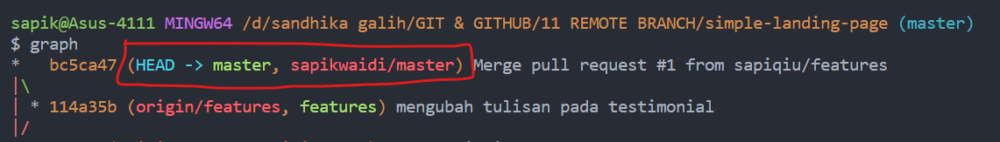 sapik@Asus-4111 MINGW64 /d/sandhika galih/GIT & GITHUB/11 REMOTE BRANCH/simple-landing-page (master)
$ graph
*   bc5ca47 (HEAD -> master, sapikwaidi/master) Merge pull request #1 from sapiqiu/features
|\
| * 114a35b (origin/features, features) mengubah tulisan pada testimonial
|/